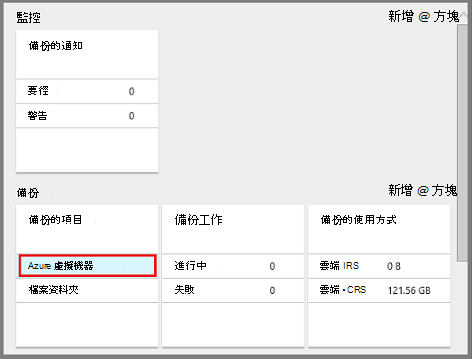 監控 新增 @ 方塊
備份的通知
要徑 0
警告 0
備份 新增 @ 方塊
備份的項目
Azure 虛擬機器
檔案資料夾
備份工作
進行中 0
失敗 0
備份的使用方式
雲端 IRS 0 B
雲端 • CRS 121.56 GB